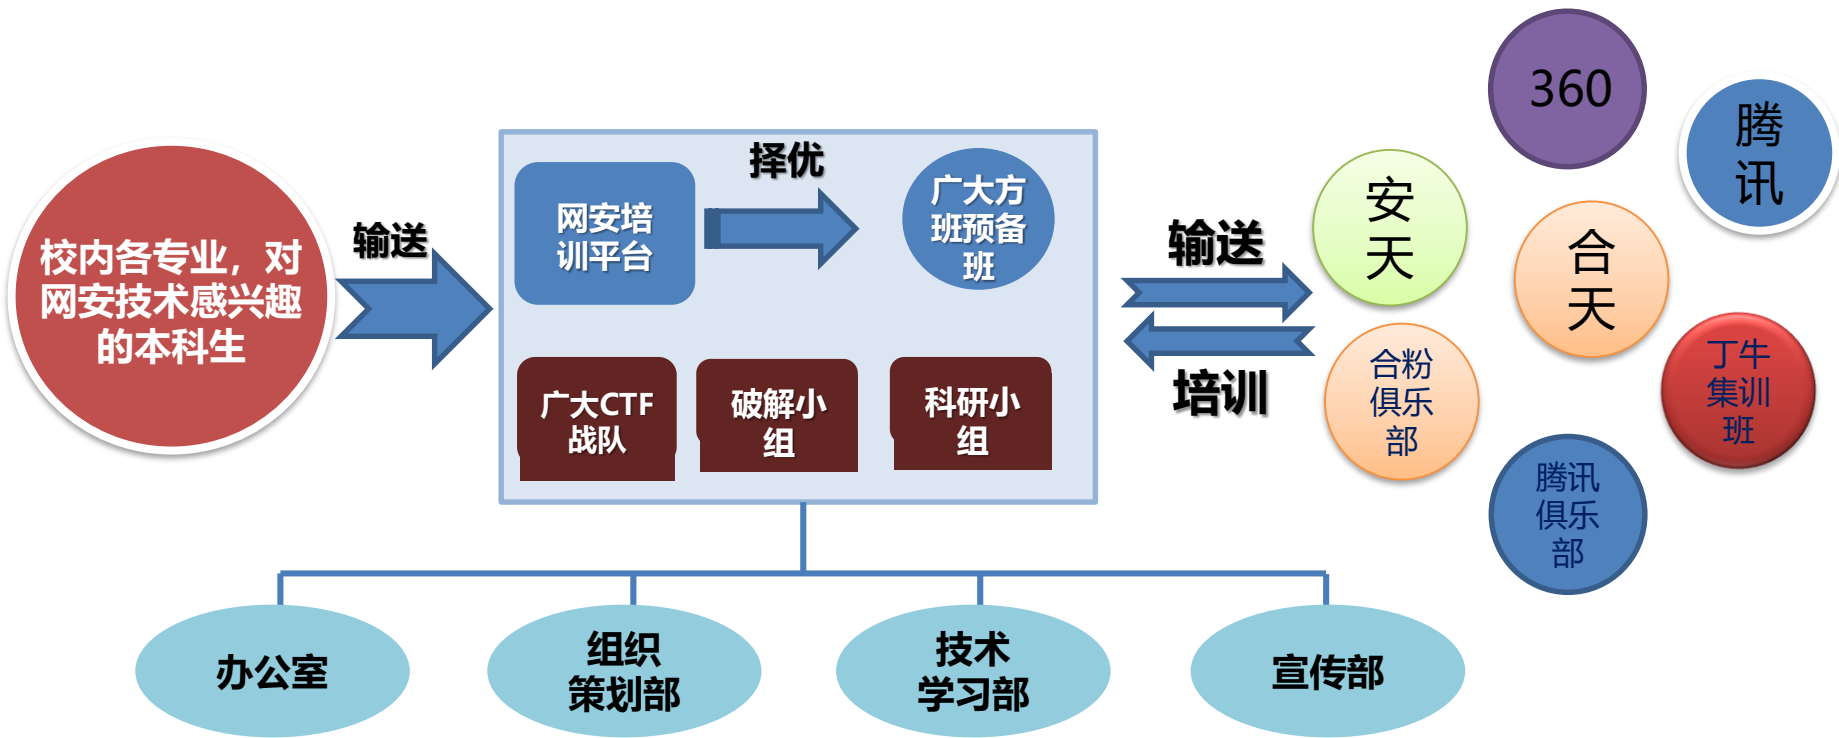 校内各专业，对
网安技术感兴趣
的本科生
输送
网安培
训平台
择优
广大方
班预备
班
广大CTF
战队
破解小
组
科研小
组
输送
培训
360
腾
讯
安
天
合
天
合粉
俱乐
部
丁牛
集训
班
腾讯
俱乐
部
办公室
组织
策划部
技术
学习部
宣传部